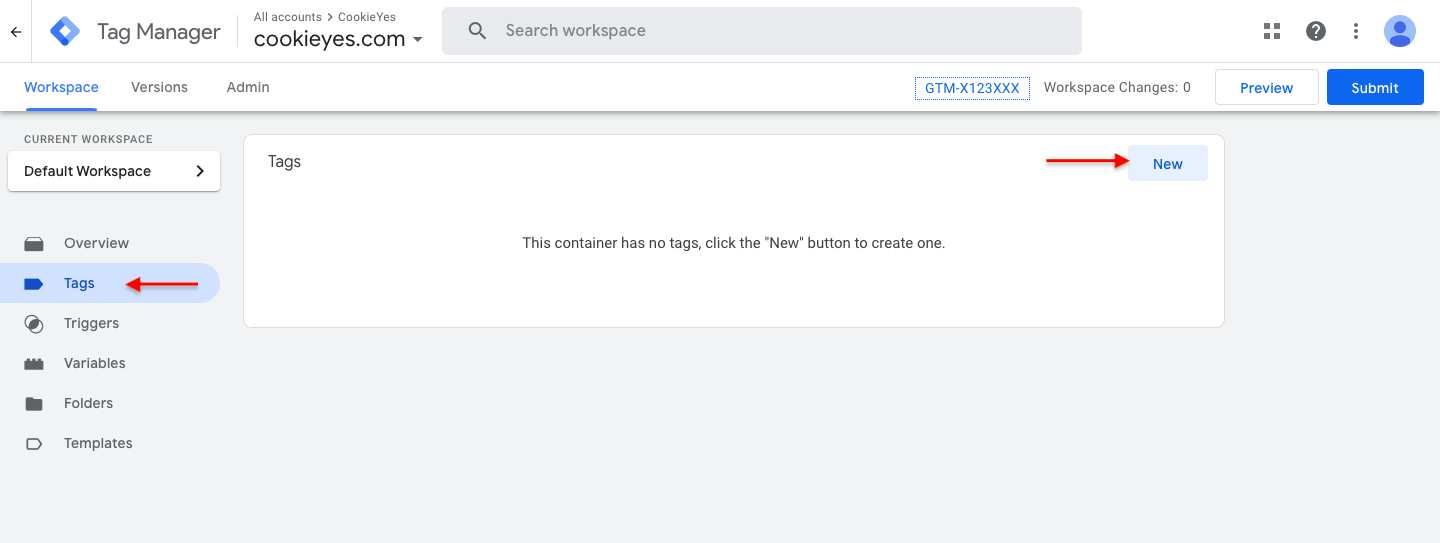 Tag Manager
All accounts > CookieYes
cookieyes.com
Search workspace
Workspace
Versions
Admin
GTM-X123XXX
Workspace Changes: 0
Preview
Submit
CURRENT WORKSPACE
Default Workspace
Overview
Tags
Triggers
Variables
Folders
Templates
Tags
New
This container has no tags, click the "New" button to create one.